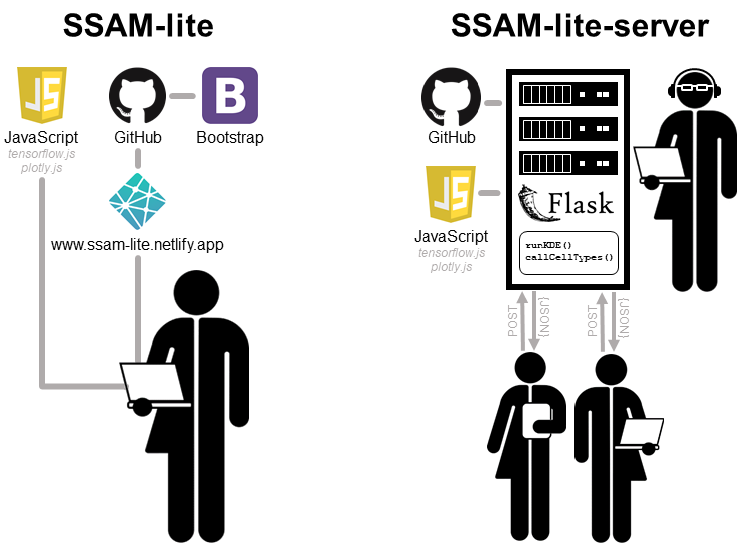 SSAM-lite
JS
JavaScript
tensorflow.js
plotly.js
GitHub
B
Bootstrap
www.ssam-lite.netlify.app
SSAM-lite-server
GitHub
JS
JavaScript
tensorflow.js
plotly.js
Flask
runKDE()
callCellTypes()
POST
{JSON}
POST
{JSON}